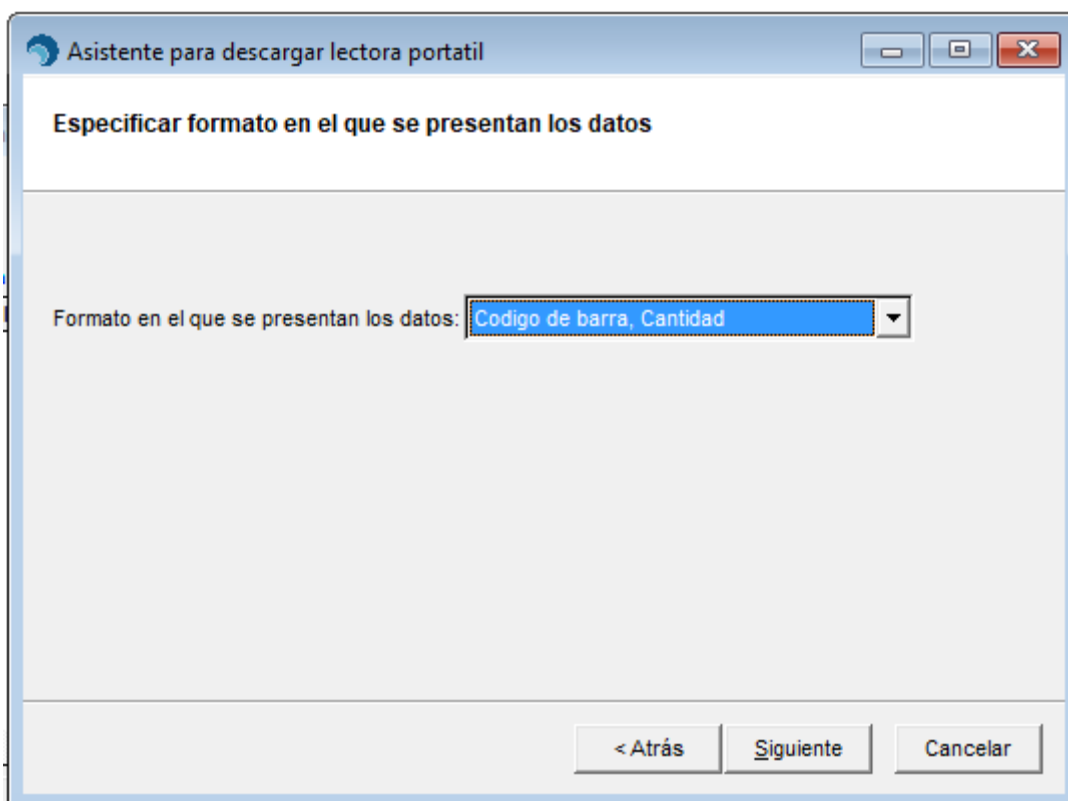 Asistente para descargar lectora portatil
Especificar formato en el que se presentan los datos
Formato en el que se presentan los datos: Codigo de barra, Cantidad
< Atrás Siguiente Cancelar